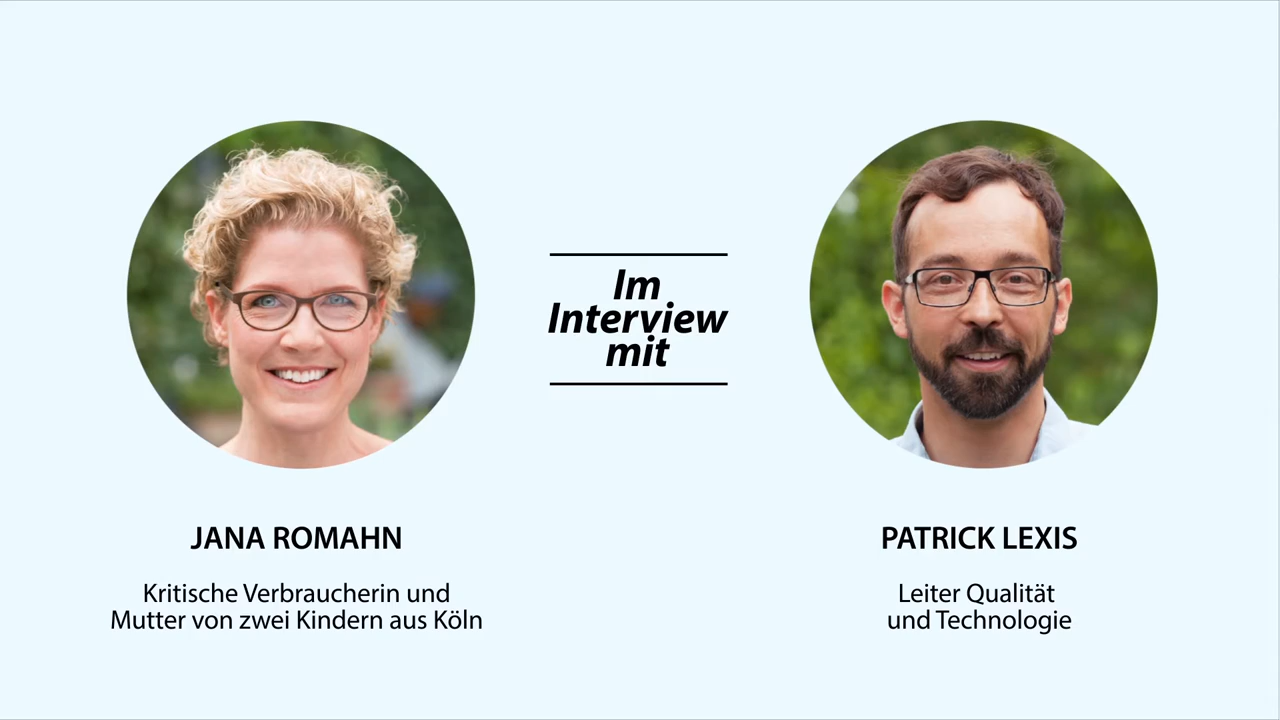 Im
Interview
mit
JANA ROMAHN
Kritische Verbraucherin und
Mutter von zwei Kindern aus Köln
PATRICK LEXIS
Leiter Qualität
und Technologie